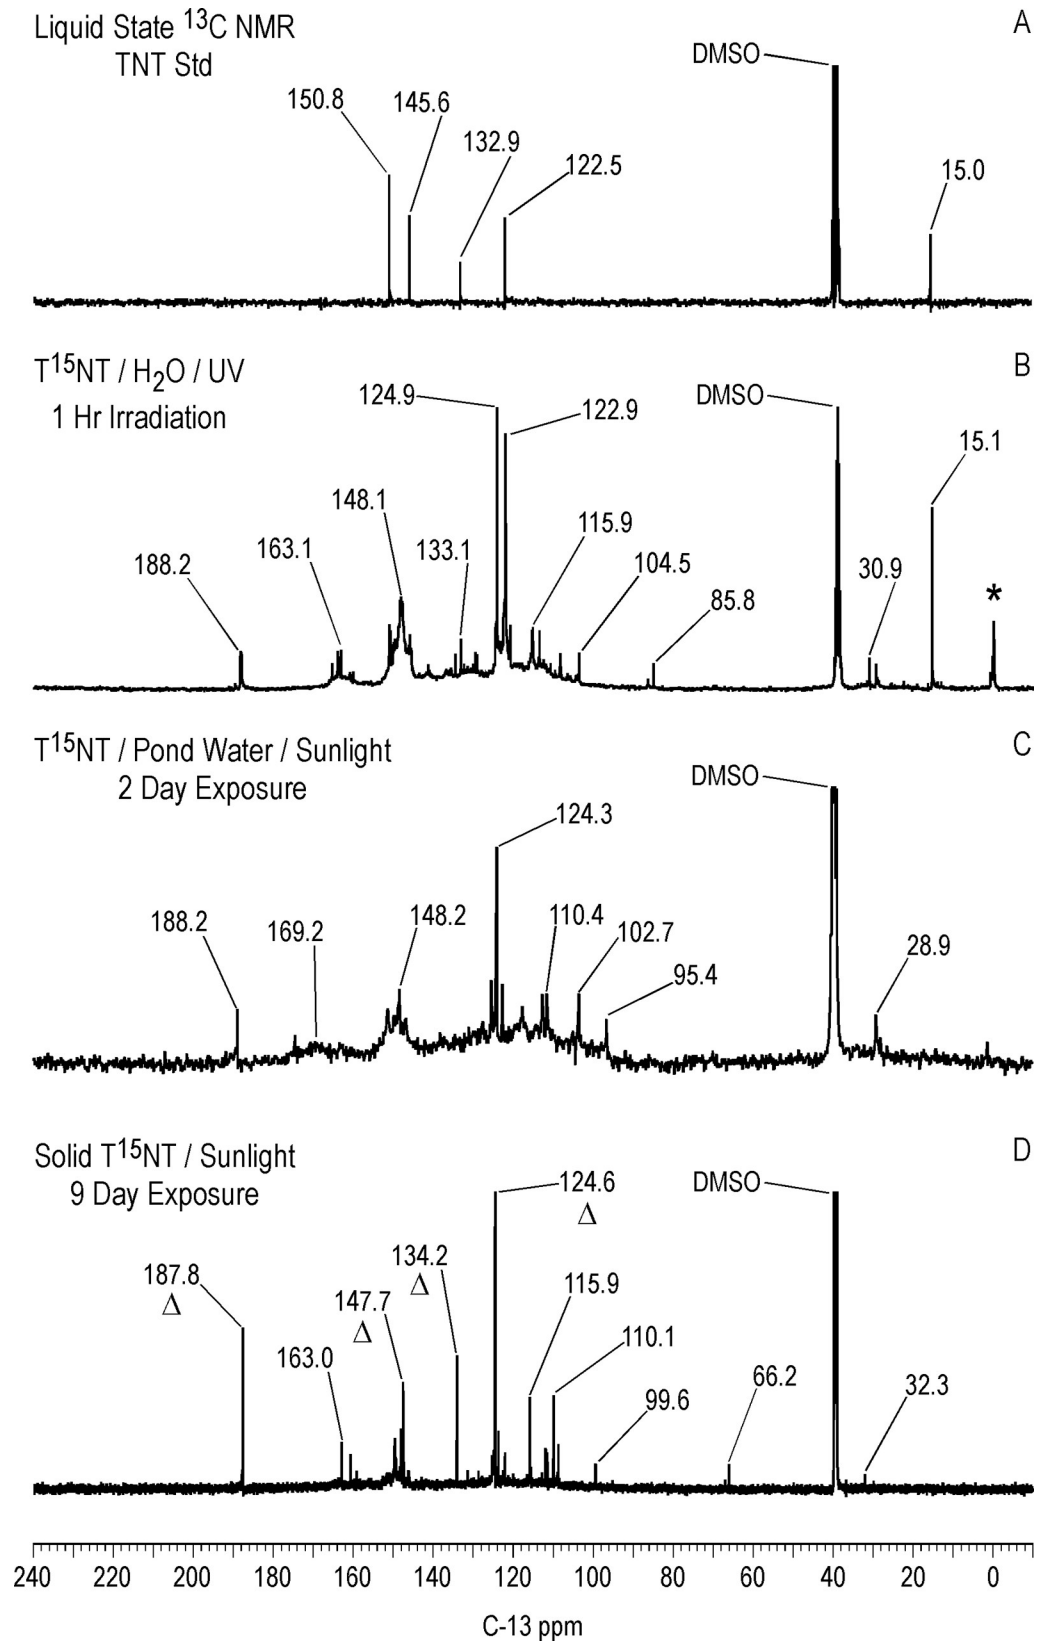 Liquid State ¹³C NMR
TNT Std
A
DMSO
150.8
145.6
132.9
122.5
15.0
T¹⁵NT / H₂O / UV
1 Hr Irradiation
B
124.9
DMSO
122.9
15.1
148.1
115.9
163.1
133.1
188.2
104.5
30.9
*
85.8
T¹⁵NT / Pond Water / Sunlight
2 Day Exposure
C
DMSO
124.3
188.2
169.2
148.2
110.4
102.7
28.9
95.4
Solid T¹⁵NT / Sunlight
9 Day Exposure
D
124.6
Δ
DMSO
134.2
Δ
187.8
Δ
147.7
Δ
115.9
163.0
110.1
66.2
99.6
32.3
240 220 200 180 160 140 120 100 80 60 40 20 0
C-13 ppm